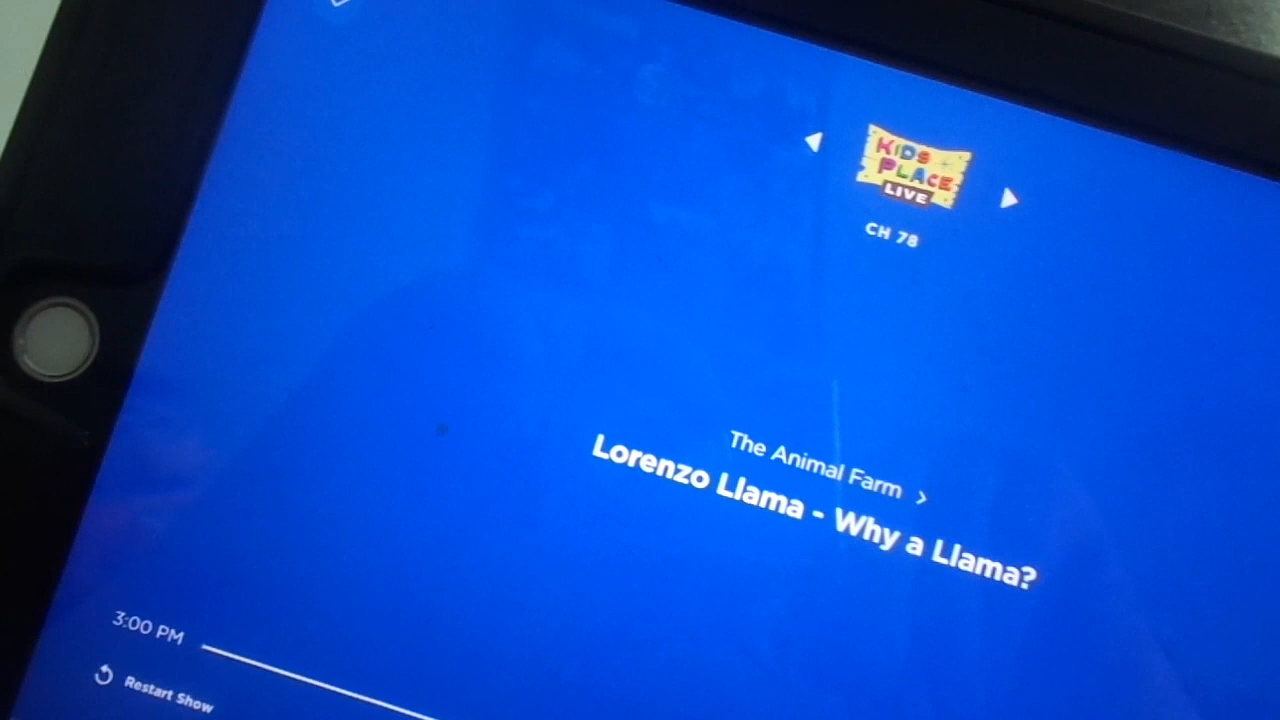 KIDS
PLACE
LIVE
CH 78
The Animal Farm
Lorenzo Llama - Why a Llama?
3:00 PM
Restart Show